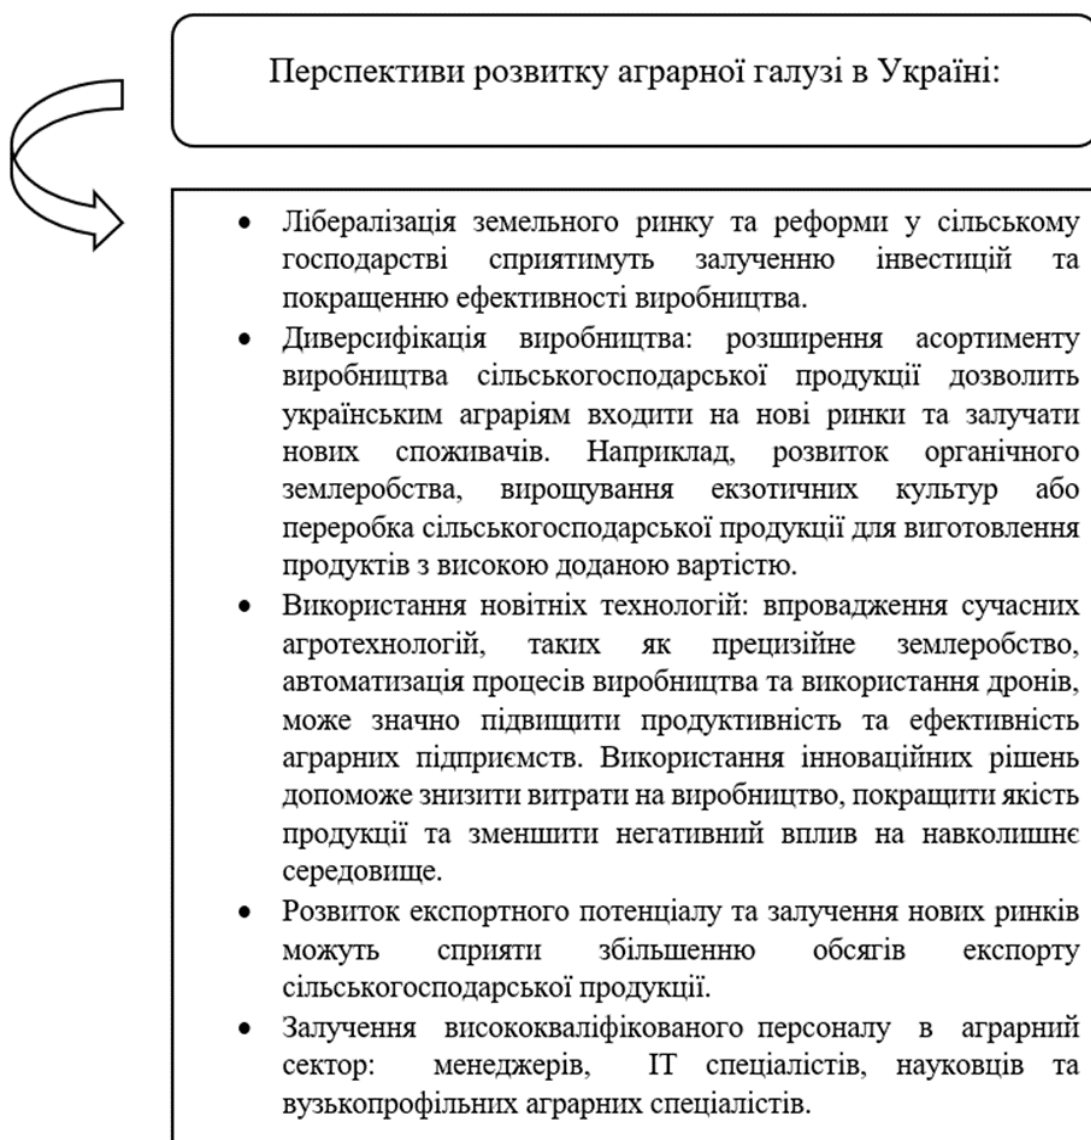 Перспективи розвитку аграрної галузі в Україні:
• Лібералізація земельного ринку та реформи у сільському
господарстві сприятимуть залученню інвестицій та
покращенню ефективності виробництва.
• Диверсифікація виробництва: розширення асортименту
виробництва сільськогосподарської продукції дозволить
українським аграріям входити на нові ринки та залучати
нових споживачів. Наприклад, розвиток органічного
землеробства, вирощування екзотичних культур або
переробка сільськогосподарської продукції для виготовлення
продуктів з високою доданою вартістю.
• Використання новітніх технологій: впровадження сучасних
агротехнологій, таких як прецизійне землеробство,
автоматизація процесів виробництва та використання дронів,
може значно підвищити продуктивність та ефективність
аграрних підприємств. Використання інноваційних рішень
допоможе знизити витрати на виробництво, покращити якість
продукції та зменшити негативний вплив на навколишнє
середовище.
• Розвиток експортного потенціалу та залучення нових ринків
можуть сприяти збільшенню обсягів експорту
сільськогосподарської продукції.
• Залучення висококваліфікованого персоналу в аграрний
сектор: менеджерів, ІТ спеціалістів, науковців та
вузькопрофільних аграрних спеціалістів.